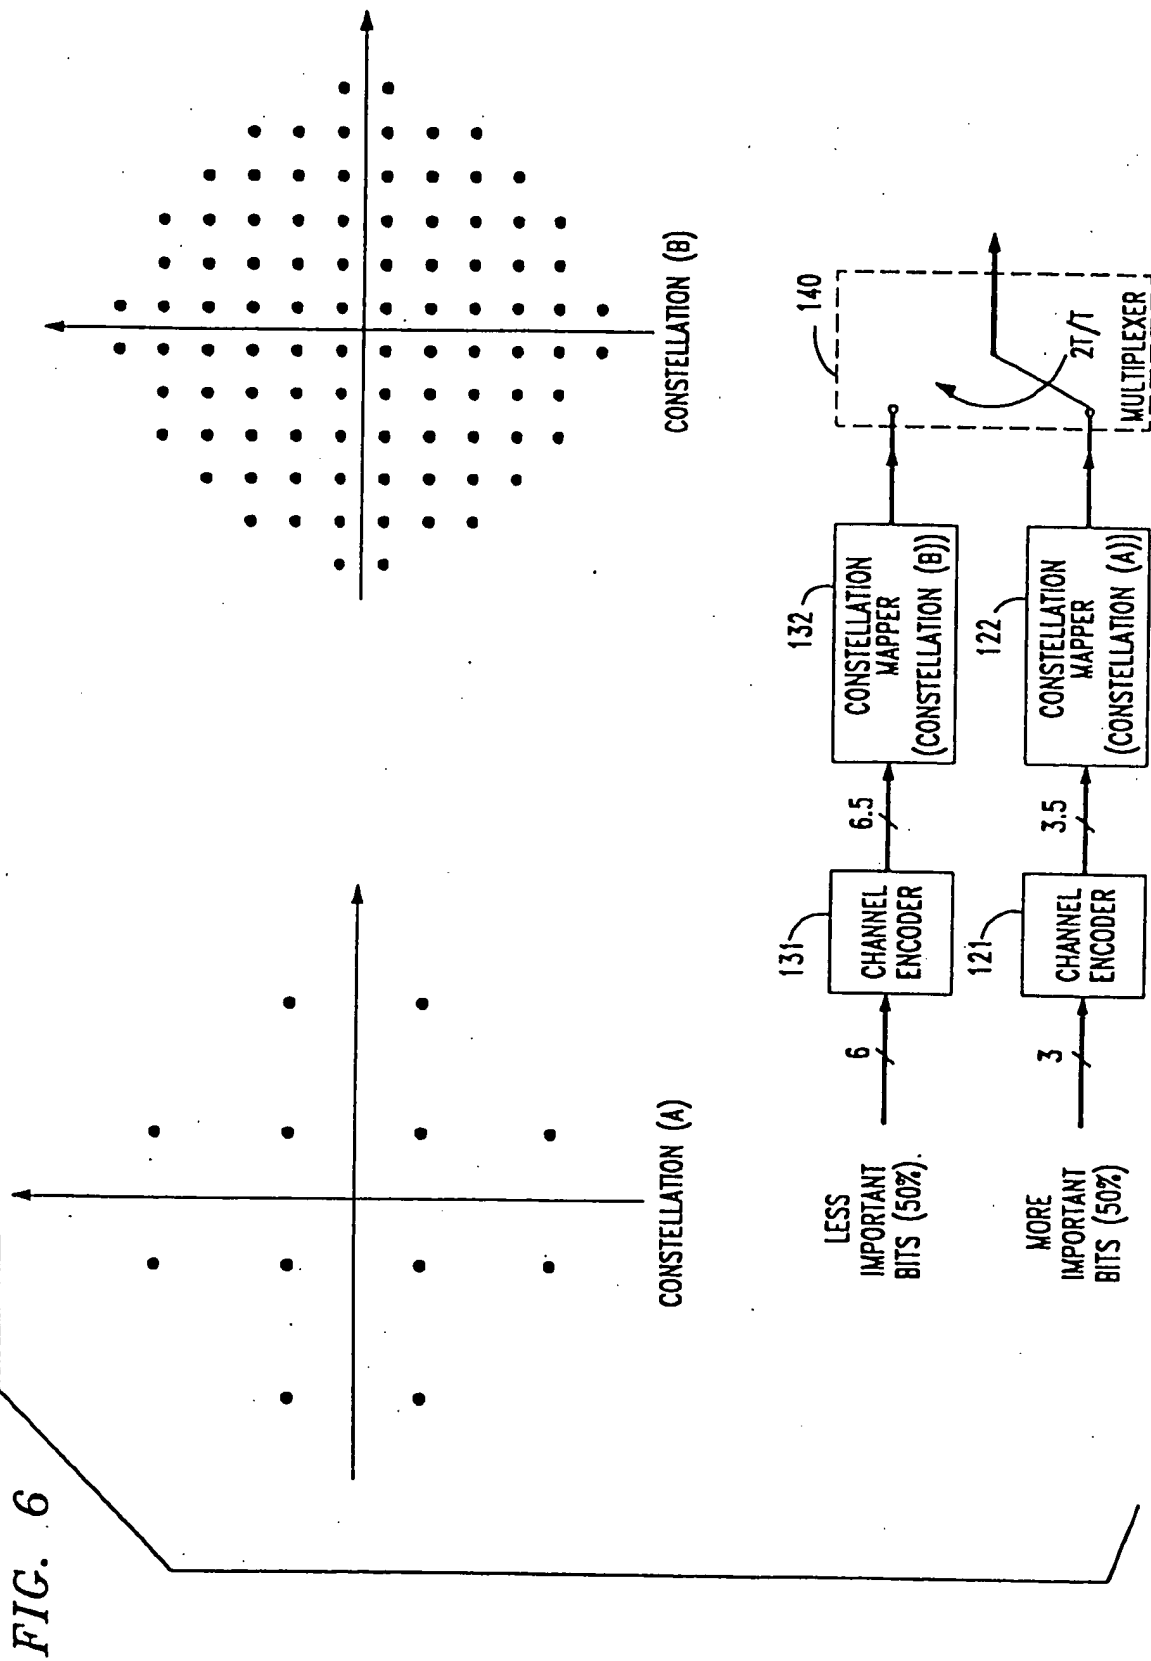 FIG. 6
CONSTELLATION (A)
CONSTELLATION (B)
LESS
IMPORTANT
BITS (50%).
6
131
CHANNEL
ENCODER
6.5
132
CONSTELLATION
MAPPER
(CONSTELLATION (B))
140
2T/T
MULTIPLEXER
MORE
IMPORTANT
BITS (50%)
3
121
CHANNEL
ENCODER
3.5
122
CONSTELLATION
MAPPER
(CONSTELLATION (A))